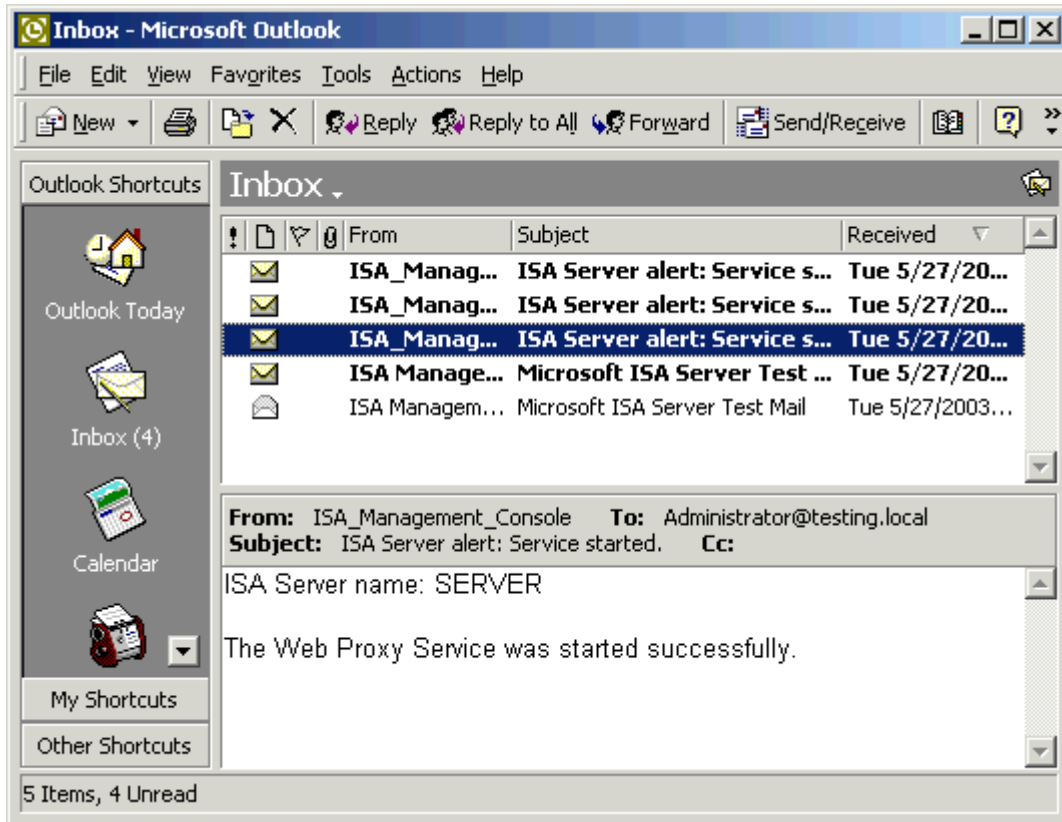 Inbox - Microsoft Outlook
File Edit View Favorites Tools Actions Help
New Reply Reply to All Forward Send/Receive
Outlook Shortcuts
Outlook Today
Inbox (4)
Calendar
My Shortcuts
Other Shortcuts
Inbox
! From Subject Received
ISA_Manag... ISA Server alert: Service s... Tue 5/27/20...
ISA_Manag... ISA Server alert: Service s... Tue 5/27/20...
ISA_Manag... ISA Server alert: Service s... Tue 5/27/20...
ISA Manage... Microsoft ISA Server Test ... Tue 5/27/20...
ISA Managem... Microsoft ISA Server Test Mail Tue 5/27/2003...
From: ISA_Management_Console To: Administrator@testing.local
Subject: ISA Server alert: Service started. Cc:
ISA Server name: SERVER
The Web Proxy Service was started successfully.
5 Items, 4 Unread